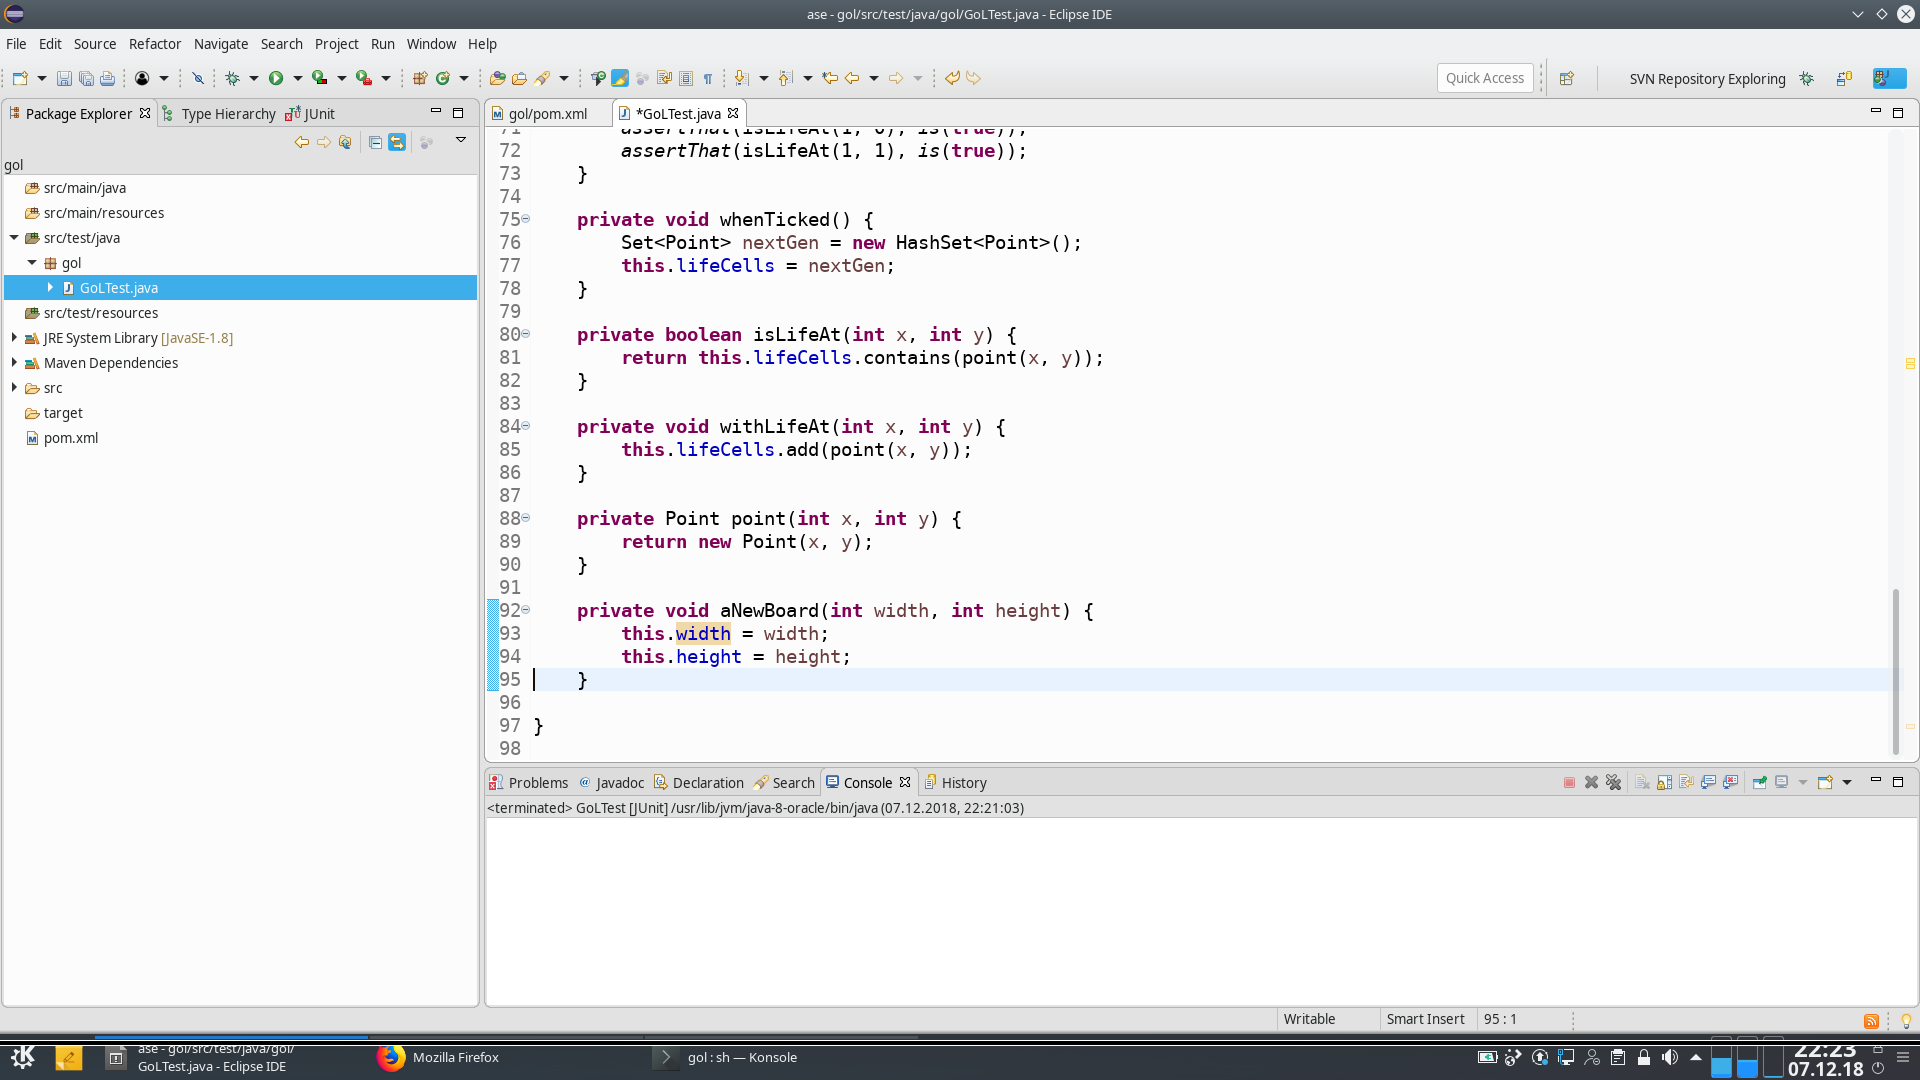 ase - gol/src/test/java/gol/GoLTest.java - Eclipse IDE
File Edit Source Refactor Navigate Search Project Run Window Help
Quick Access
SVN Repository Exploring
Package Explorer
Type Hierarchy
JUnit
gol
src/main/java
src/main/resources
src/test/java
gol
GoLTest.java
src/test/resources
JRE System Library [JavaSE-1.8]
Maven Dependencies
src
target
pom.xml
gol/pom.xml
*GoLTest.java
71 assertThat(isLifeAt(1, 0), is(true));
72 assertThat(isLifeAt(1, 1), is(true));
73 }
74
75 private void whenTicked() {
76 Set<Point> nextGen = new HashSet<Point>();
77 this.lifeCells = nextGen;
78 }
79
80 private boolean isLifeAt(int x, int y) {
81 return this.lifeCells.contains(point(x, y));
82 }
83
84 private void withLifeAt(int x, int y) {
85 this.lifeCells.add(point(x, y));
86 }
87
88 private Point point(int x, int y) {
89 return new Point(x, y);
90 }
91
92 private void aNewBoard(int width, int height) {
93 this.width = width;
94 this.height = height;
95 }
96
97 }
98
Problems
Javadoc
Declaration
Search
Console
History
<terminated> GoLTest [JUnit] /usr/lib/jvm/java-8-oracle/bin/java (07.12.2018, 22:21:03)
Writable
Smart Insert
95 : 1
ase - gol/src/test/java/gol/
GoLTest.java - Eclipse IDE
Mozilla Firefox
gol : sh — Konsole
22:23
07.12.18